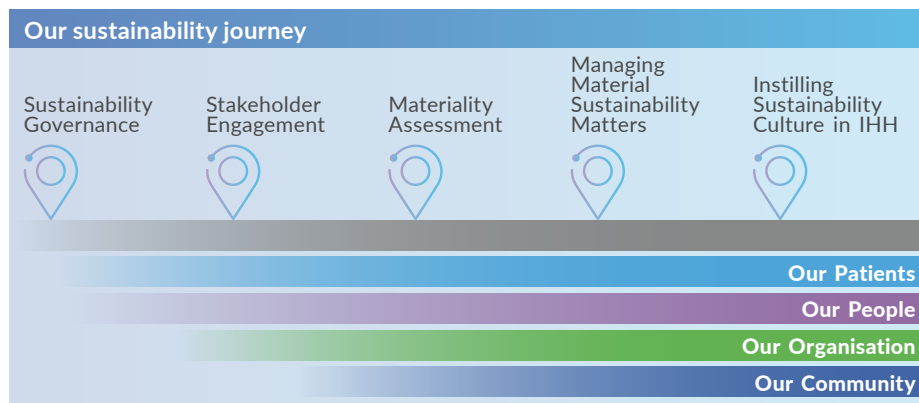 Our sustainability journey
Sustainability
Governance
Stakeholder
Engagement
Materiality
Assessment
Managing
Material
Sustainability
Matters
Instilling
Sustainability
Culture in IHH
Our Patients
Our People
Our Organisation
Our Community